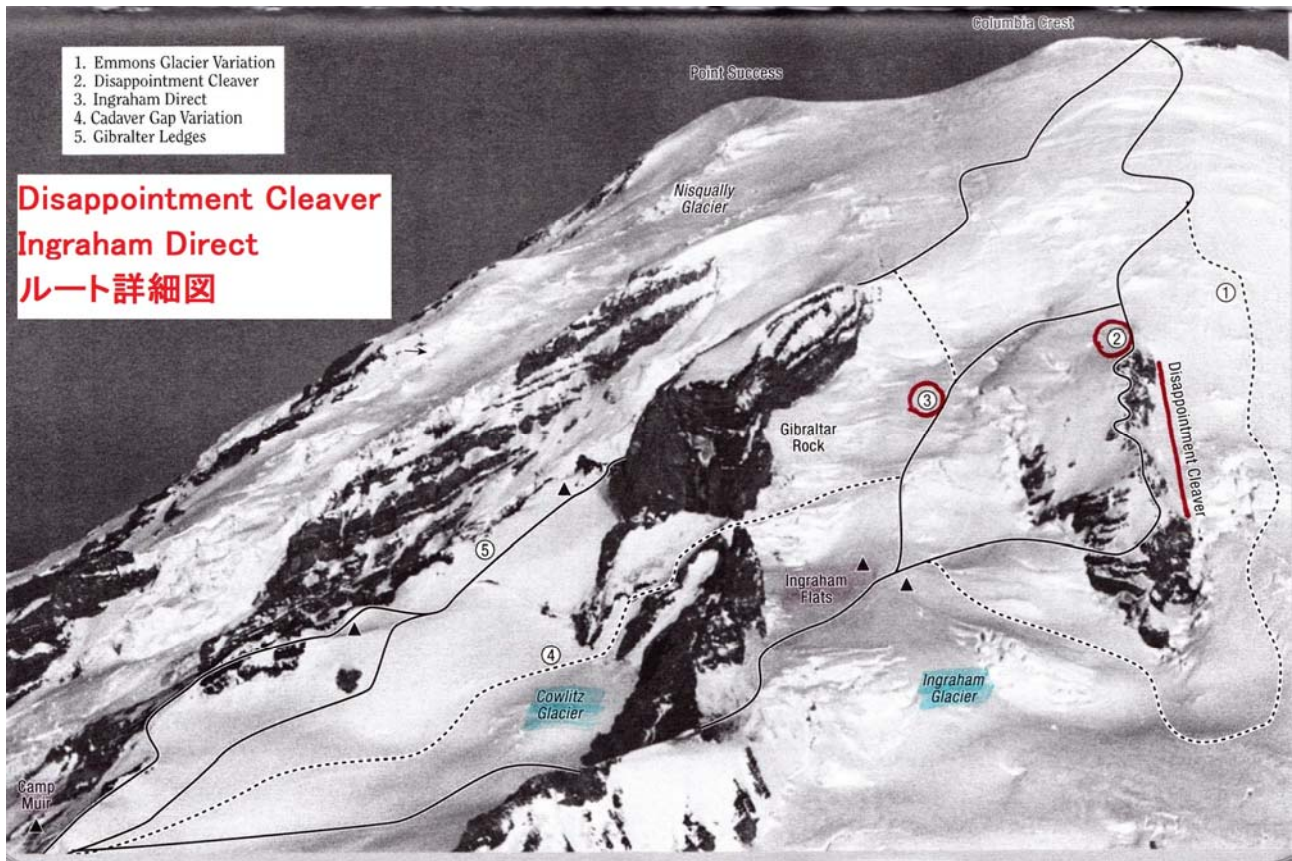 Columbia Crest
1. Emmons Glacier Variation
2. Disappointment Cleaver
3. Ingraham Direct
4. Cadaver Gap Variation
5. Gibralter Ledges
Point Success
Disappointment Cleaver
Ingraham Direct
ルート詳細図
Nisqually
Glacier
1
2
Disappointment Cleaver
3
Gibraltar
Rock
5
Ingraham
Flats
4
Cowlitz
Glacier
Ingraham
Glacier
Camp
Muir